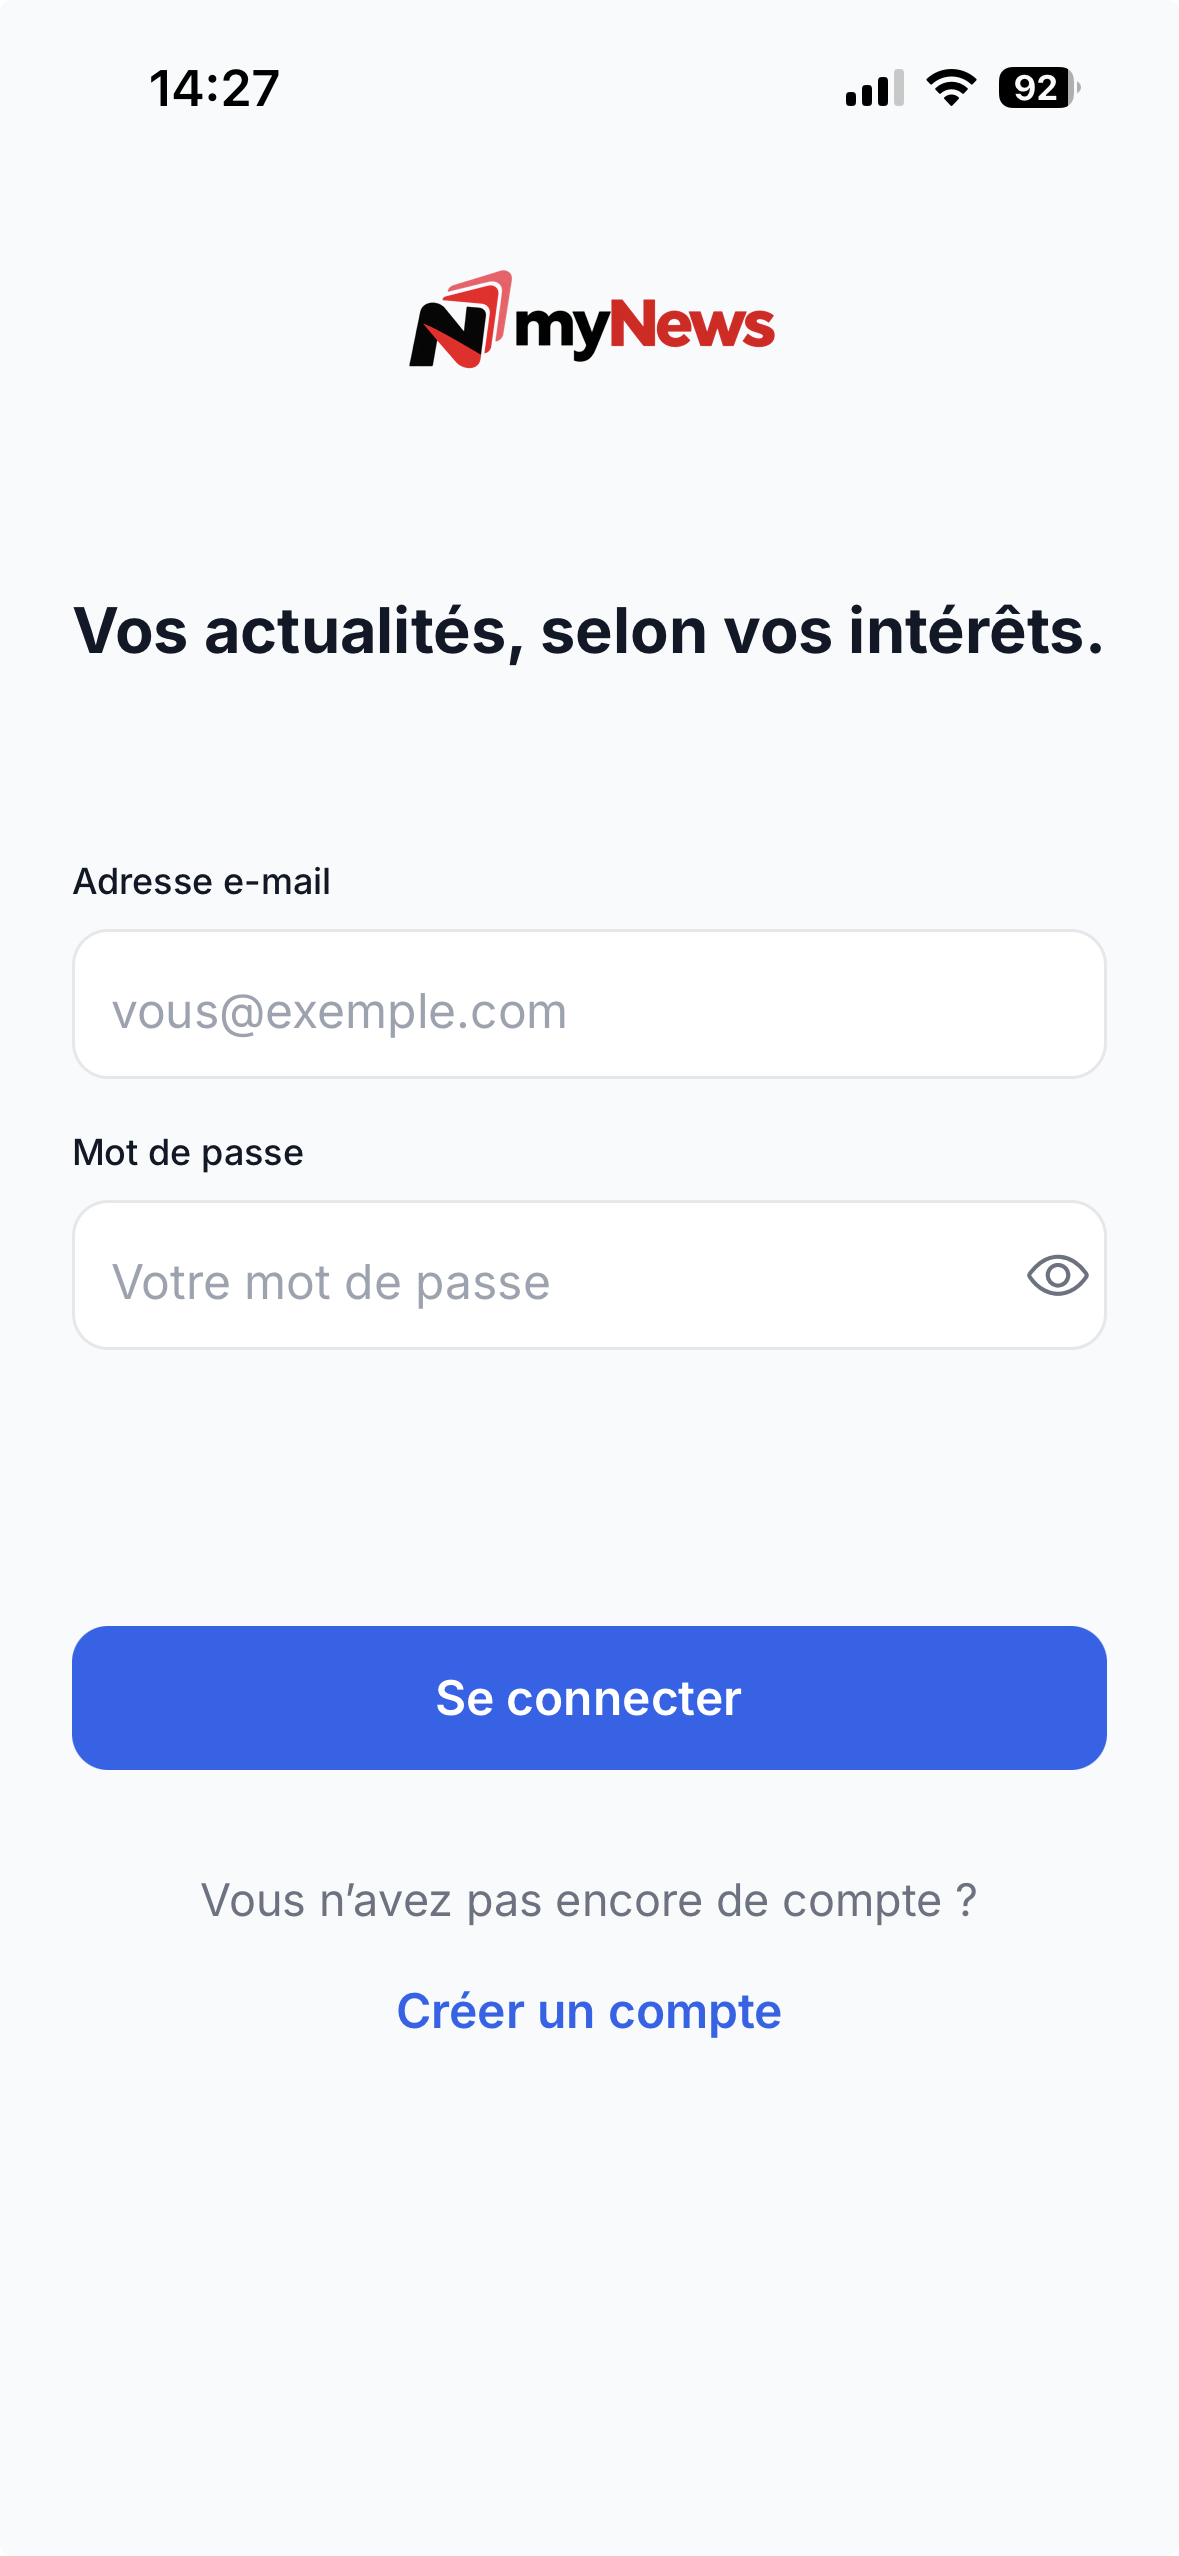 14:27
92
myNews
Vos actualités, selon vos intérêts.
Adresse e-mail
vous@exemple.com
Mot de passe
Votre mot de passe
Se connecter
Vous n’avez pas encore de compte ?
Créer un compte